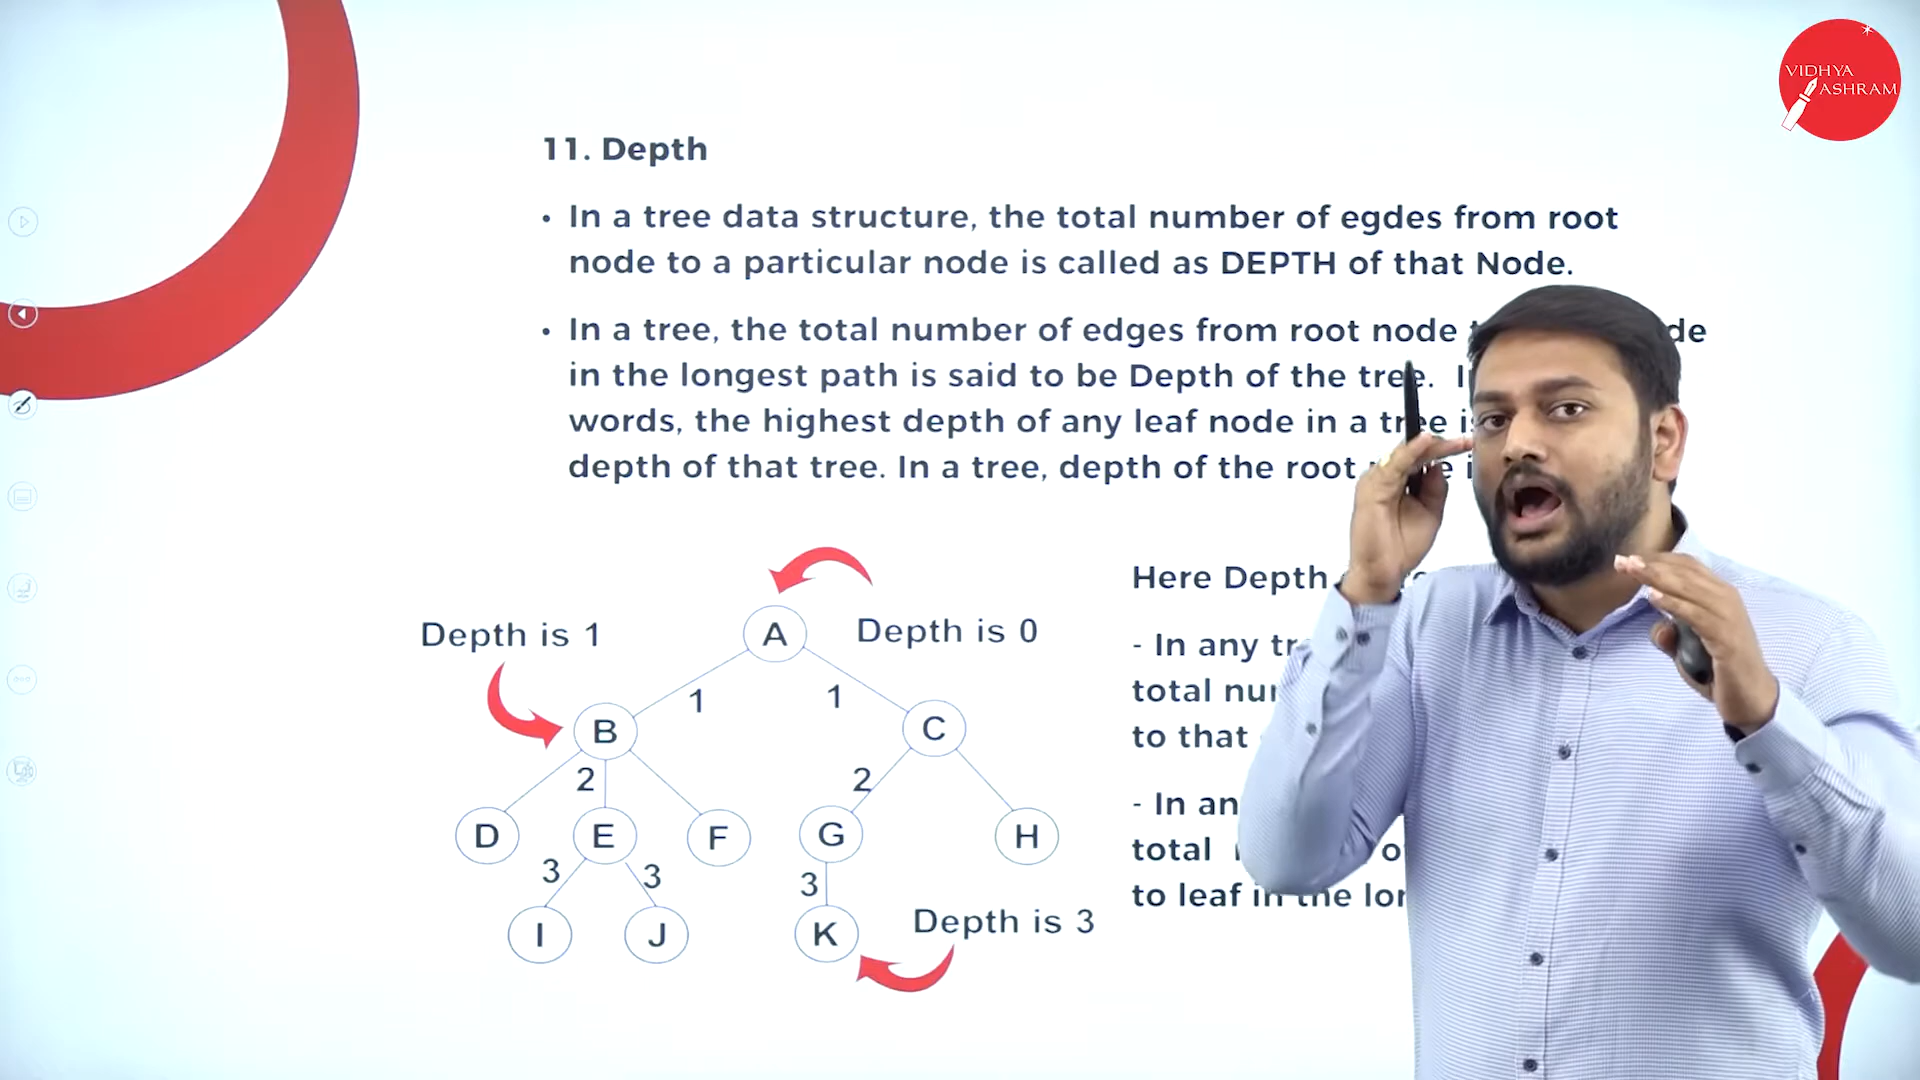 VIDHYA
ASHRAM
11. Depth
• In a tree data structure, the total number of egdes from root
node to a particular node is called as DEPTH of that Node.
• In a tree, the total number of edges from root node
in the longest path is said to be Depth of the tree.
words, the highest depth of any leaf node in a tree
depth of that tree. In a tree, depth of the root
Here Depth
Depth is 1
A
Depth is 0
- In any
total
to that
1
1
B
C
2
2
D
E
F
G
H
- In
total
to leaf in the
3
3
3
I
J
K
Depth is 3